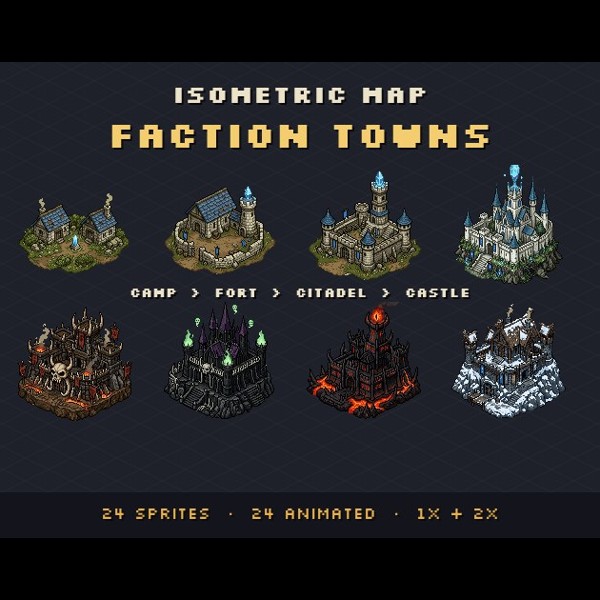 ISOMETRIC MAP
FACTION TOWNS
CAMP > FORT > CITADEL > CASTLE
24 SPRITES · 24 ANIMATED · 1X + 2X